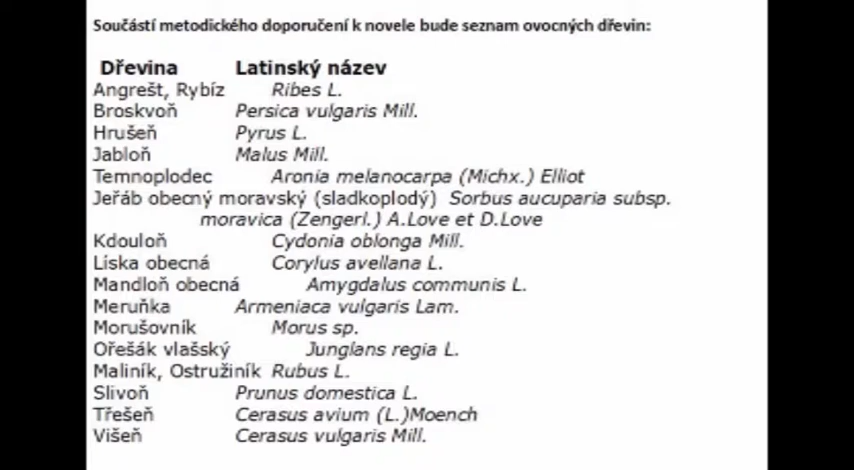 Součástí metodického doporučení k novele bude seznam ovocných dřevin:
Dřevina Latinský název
Angrešt, Rybíz Ribes L.
Broskvoň Persica vulgaris Mill.
Hrušeň Pyrus L.
Jabloň Malus Mill.
Temnoplodec Aronia melanocarpa (Michx.) Elliot
Jeřáb obecný moravský (sladkoplodý) Sorbus aucuparia subsp.
moravica (Zengerl.) A.Love et D.Love
Kdouloň Cydonia oblonga Mill.
Líska obecná Corylus avellana L.
Mandloň obecná Amygdalus communis L.
Meruňka Armeniaca vulgaris Lam.
Morušovník Morus sp.
Ořešák vlašský Junglans regia L.
Maliník, Ostružiník Rubus L.
Slivoň Prunus domestica L.
Třešeň Cerasus avium (L.)Moench
Višeň Cerasus vulgaris Mill.